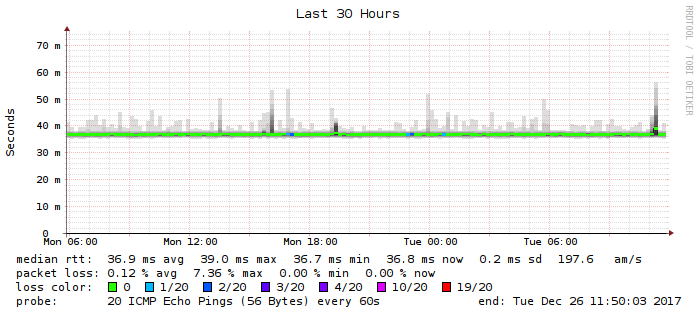 Last 30 Hours
RRDTOOL / TOBI OETIKER
Seconds
70 m
60 m
50 m
40 m
30 m
20 m
10 m
0
Mon 06:00 Mon 12:00 Mon 18:00 Tue 00:00 Tue 06:00
median rtt: 36.9 ms avg 39.0 ms max 36.7 ms min 36.8 ms now 0.2 ms sd 197.6 am/s
packet loss: 0.12 % avg 7.36 % max 0.00 % min 0.00 % now
loss color: 0 1/20 2/20 3/20 4/20 10/20 19/20
probe: 20 ICMP Echo Pings (56 Bytes) every 60s end: Tue Dec 26 11:50:03 2017